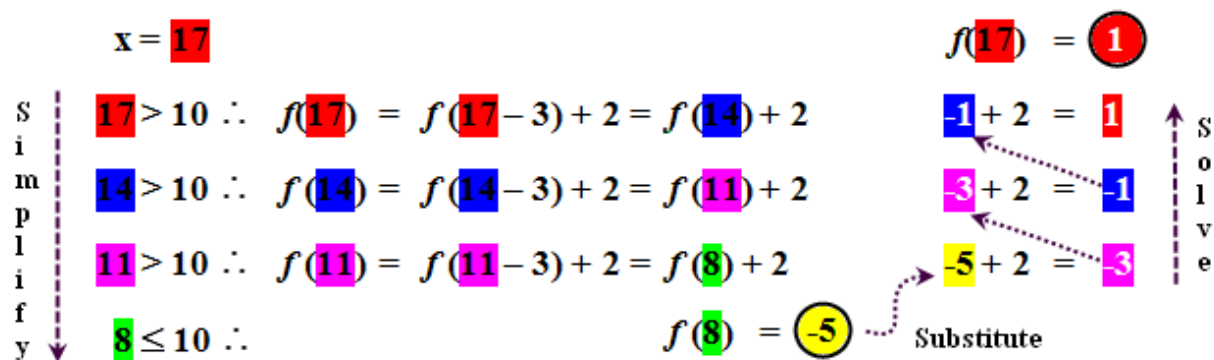 x = 17 f(17) = 1
17 > 10 ∴ f(17) = f(17 – 3) + 2 = f(14) + 2 -1 + 2 = 1
14 > 10 ∴ f(14) = f(14 – 3) + 2 = f(11) + 2 -3 + 2 = -1
11 > 10 ∴ f(11) = f(11 – 3) + 2 = f(8) + 2 -5 + 2 = -3
8 ≤ 10 ∴ f(8) = -5 Substitute
Simplify
Solve